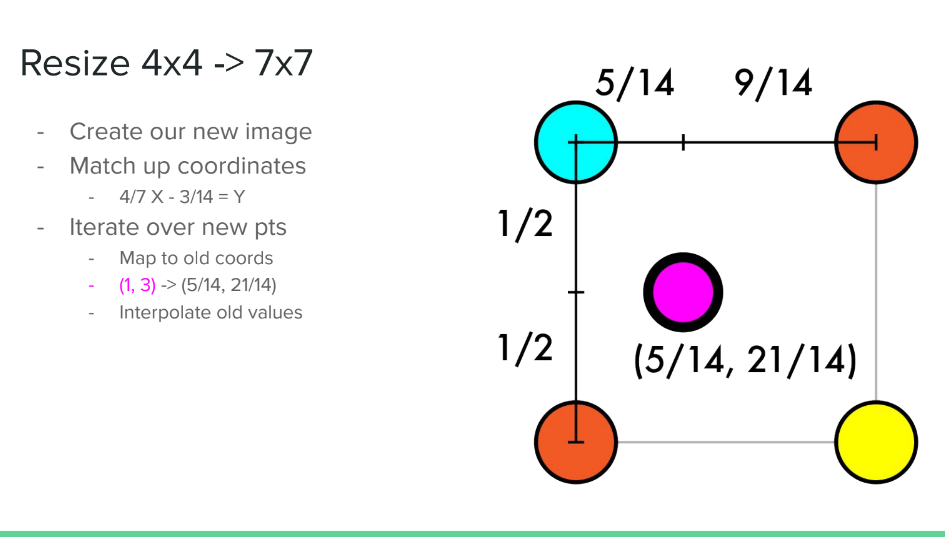 Resize 4x4 -> 7x7
- Create our new image
- Match up coordinates
- 4/7 X - 3/14 = Y
- Iterate over new pts
- Map to old coords
- (1, 3) -> (5/14, 21/14)
- Interpolate old values
5/14 9/14
1/2
1/2
(5/14, 21/14)